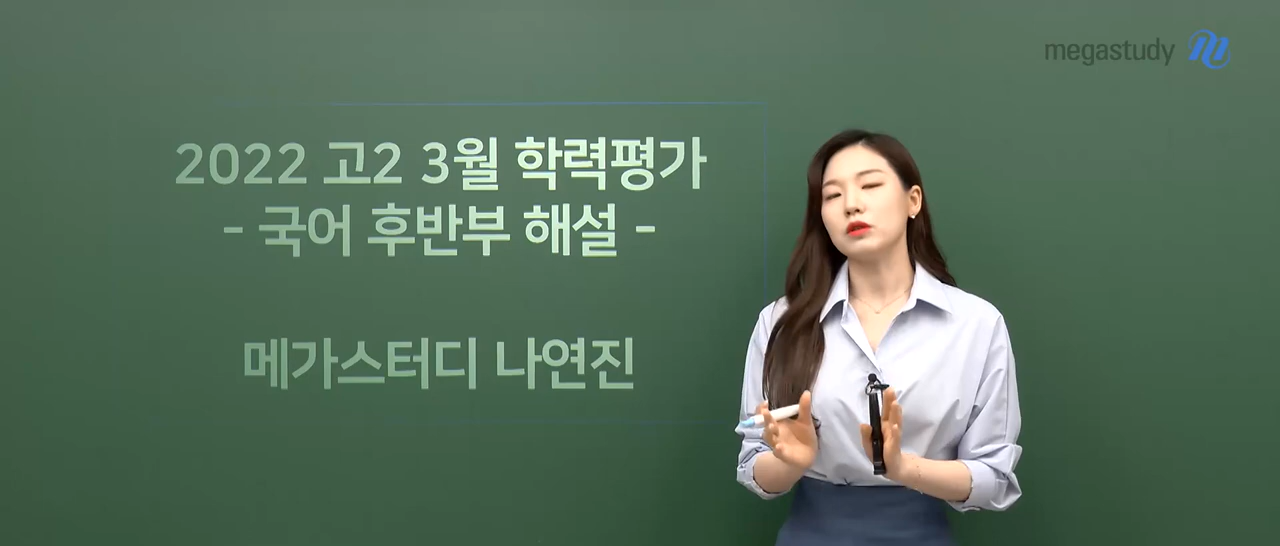 megastudy
2022 고2 3월 학력평가
- 국어 후반부 해설 -
메가스터디 나연진